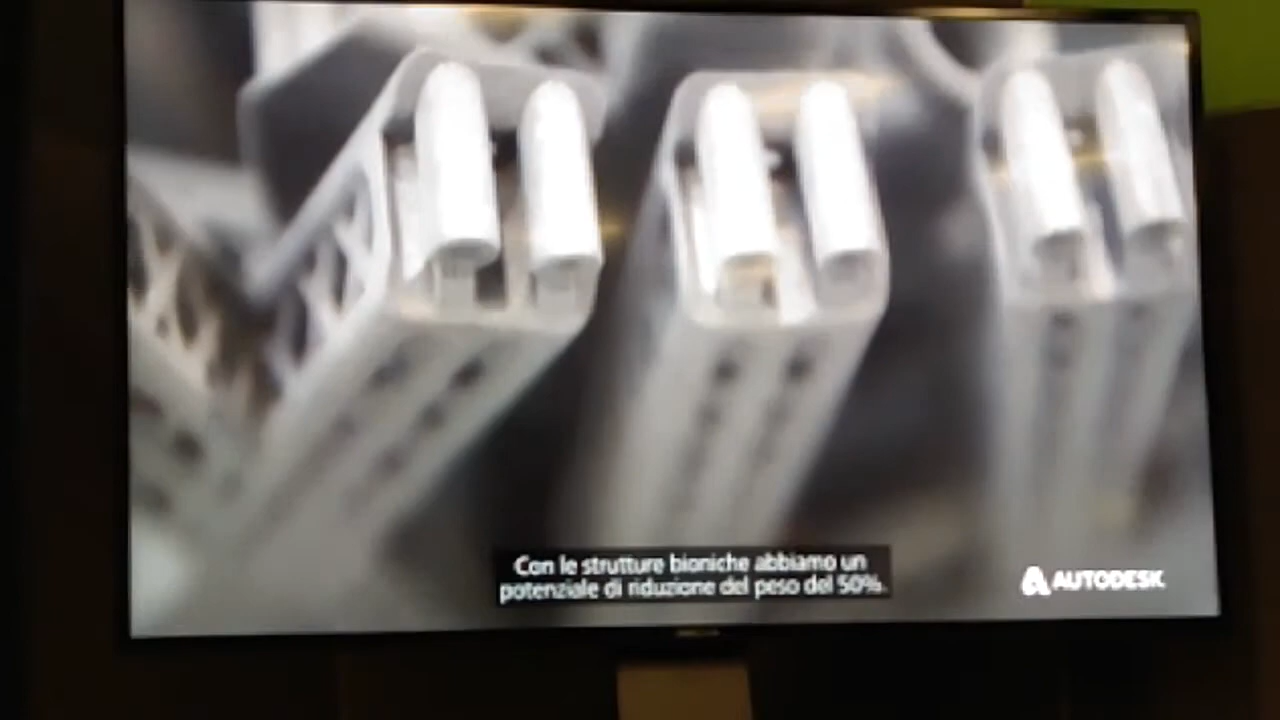 Con le strutture bioniche abbiamo un
potenziale di riduzione del peso del 50%.
AUTODESK